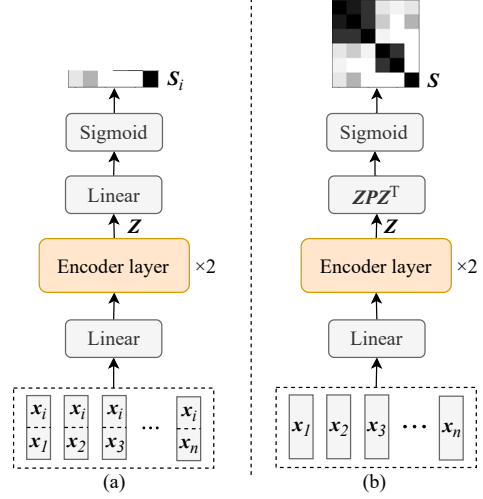 S_i
Sigmoid
Linear
Z
Encoder layer ×2
Linear
x_i x_i x_i x_i
x_1 x_2 x_3 ... x_n
(a)
S
Sigmoid
ZPZ^T
Z
Encoder layer ×2
Linear
x_1 x_2 x_3 ... x_n
(b)